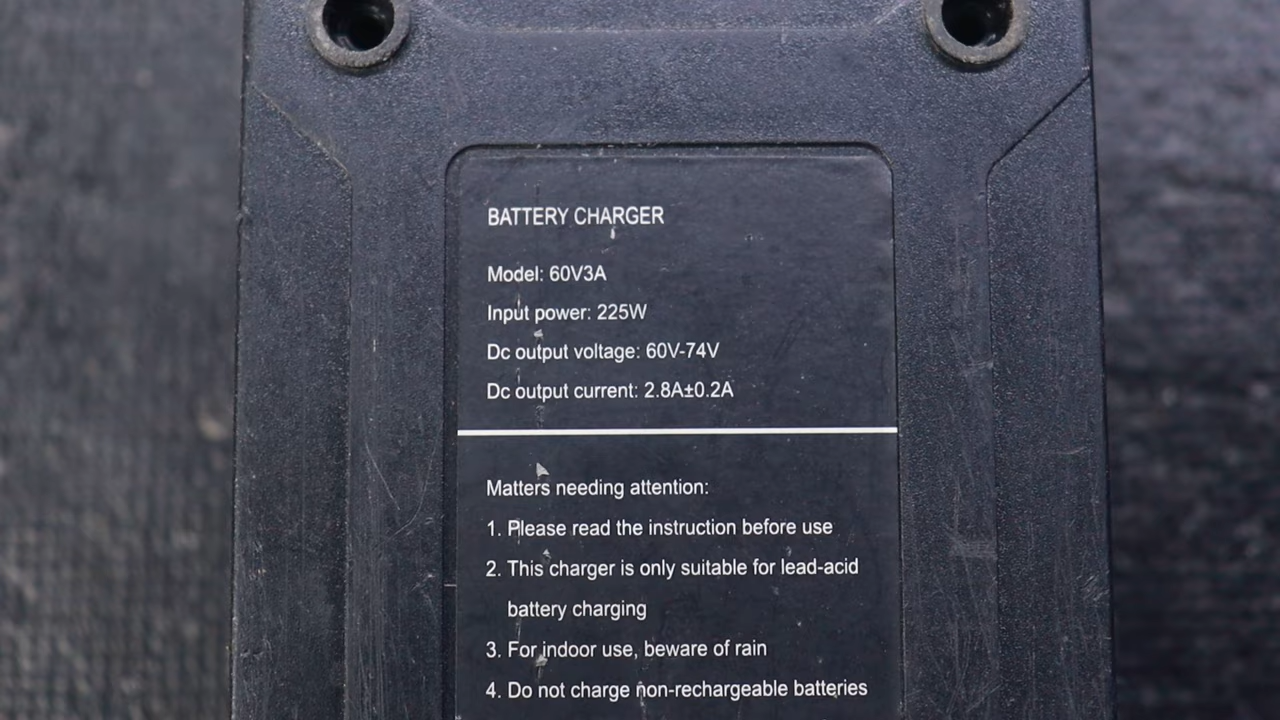 BATTERY CHARGER
Model: 60V3A
Input power: 225W
Dc output voltage: 60V-74V
Dc output current: 2.8A±0.2A
Matters needing attention:
1. Please read the instruction before use
2. This charger is only suitable for lead-acid
battery charging
3. For indoor use, beware of rain
4. Do not charge non-rechargeable batteries